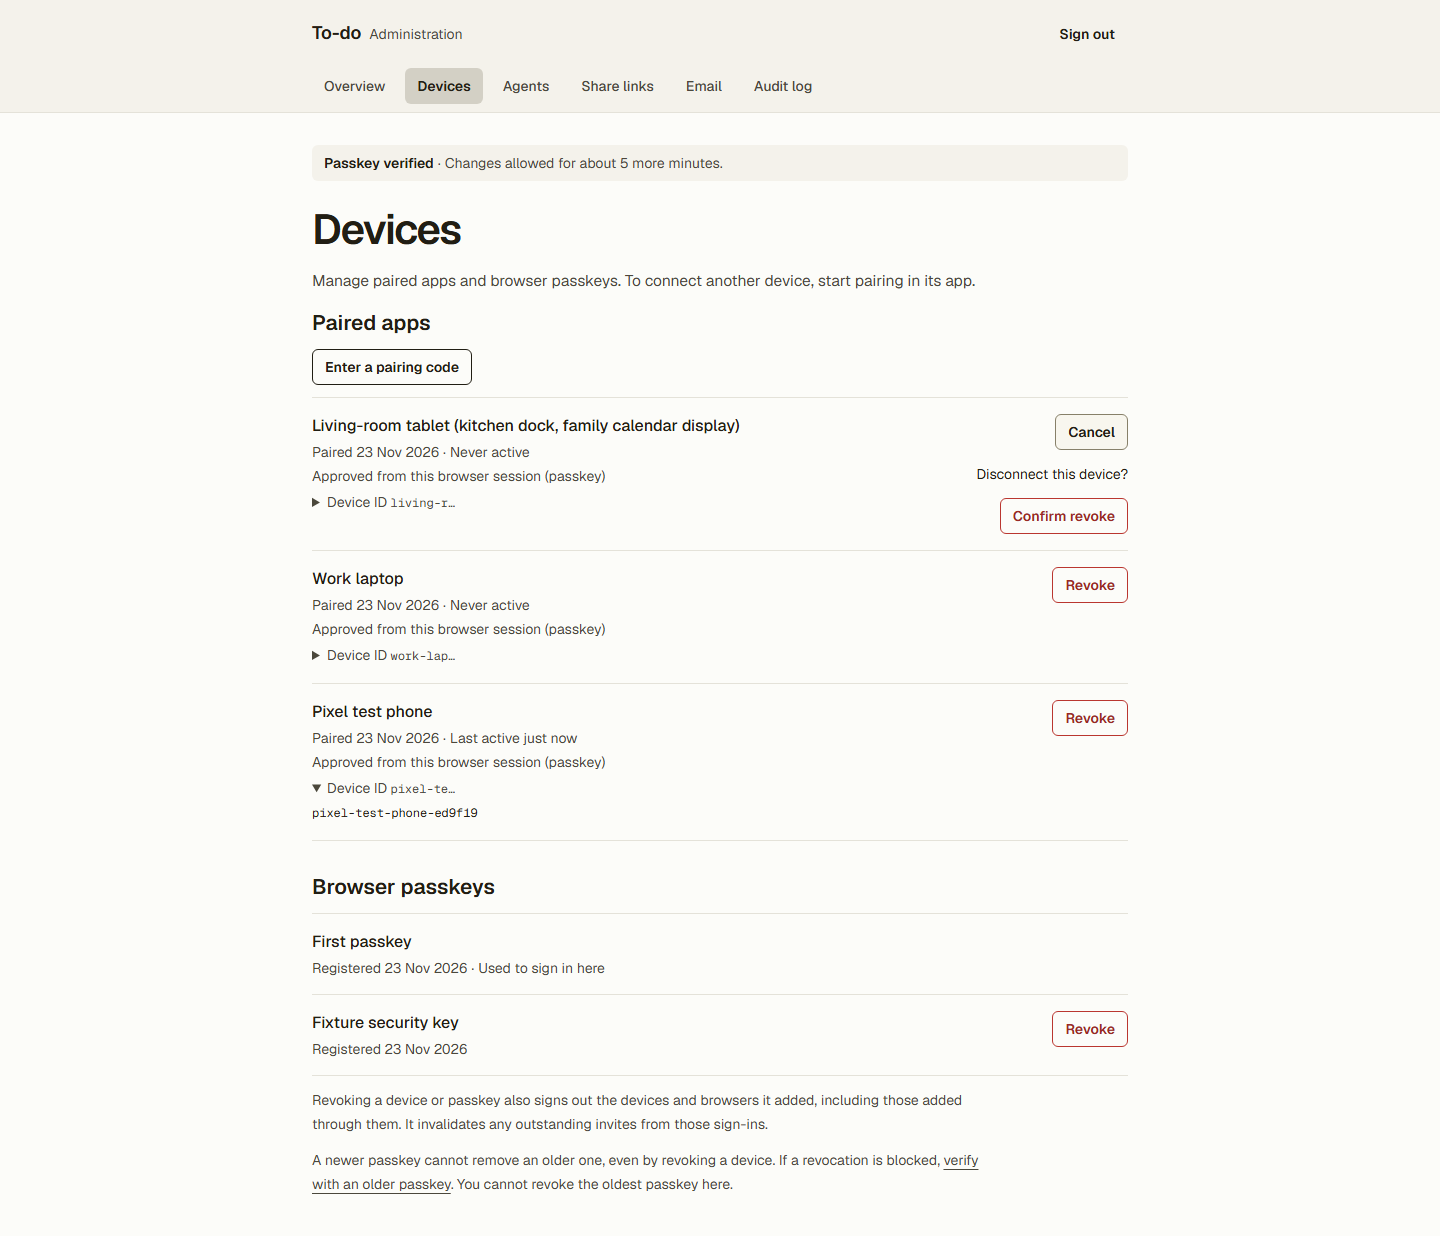 To-do Administration
Sign out
Overview
Devices
Agents
Share links
Email
Audit log
Passkey verified · Changes allowed for about 5 more minutes.
Devices
Manage paired apps and browser passkeys. To connect another device, start pairing in its app.
Paired apps
Enter a pairing code
Living-room tablet (kitchen dock, family calendar display)
Paired 23 Nov 2026 · Never active
Approved from this browser session (passkey)
Device ID living-r…
Cancel
Disconnect this device?
Confirm revoke
Work laptop
Paired 23 Nov 2026 · Never active
Approved from this browser session (passkey)
Device ID work-lap…
Revoke
Pixel test phone
Paired 23 Nov 2026 · Last active just now
Approved from this browser session (passkey)
Device ID pixel-te…
pixel-test-phone-ed9f19
Revoke
Browser passkeys
First passkey
Registered 23 Nov 2026 · Used to sign in here
Fixture security key
Registered 23 Nov 2026
Revoke
Revoking a device or passkey also signs out the devices and browsers it added, including those added
through them. It invalidates any outstanding invites from those sign-ins.
A newer passkey cannot remove an older one, even by revoking a device. If a revocation is blocked, verify
with an older passkey. You cannot revoke the oldest passkey here.